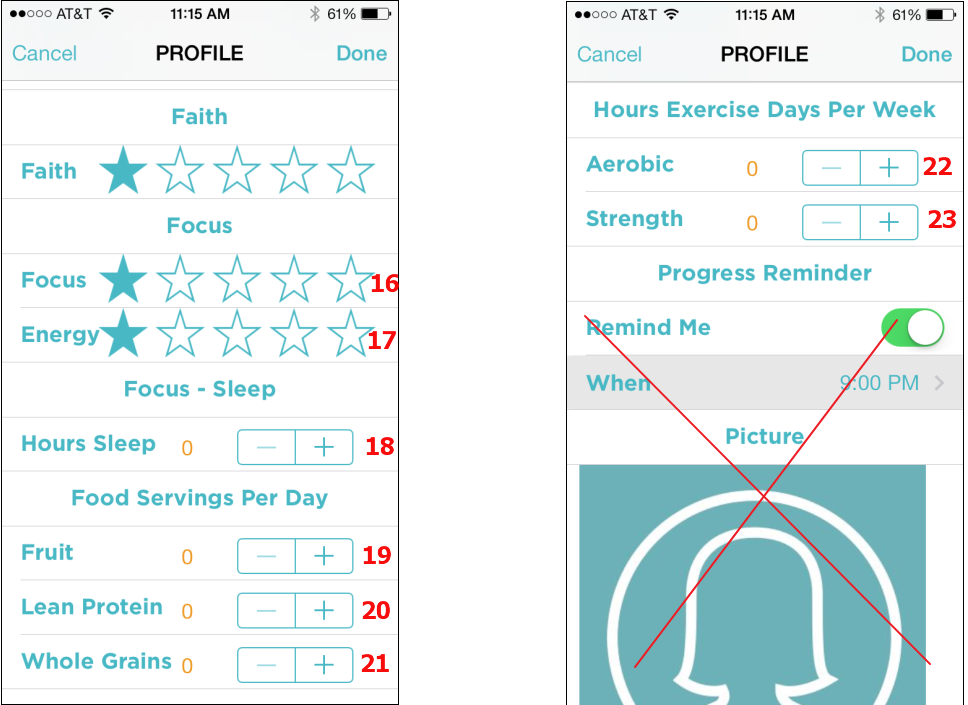 AT&T 11:15 AM 61%
Cancel PROFILE Done
Faith
Faith
Focus
Focus 16
Energy 17
Focus - Sleep
Hours Sleep 0 − + 18
Food Servings Per Day
Fruit 0 − + 19
Lean Protein 0 − + 20
Whole Grains 0 − + 21
AT&T 11:15 AM 61%
Cancel PROFILE Done
Hours Exercise Days Per Week
Aerobic 0 − + 22
Strength 0 − + 23
Progress Reminder
Remind Me
When 9:00 PM
Picture